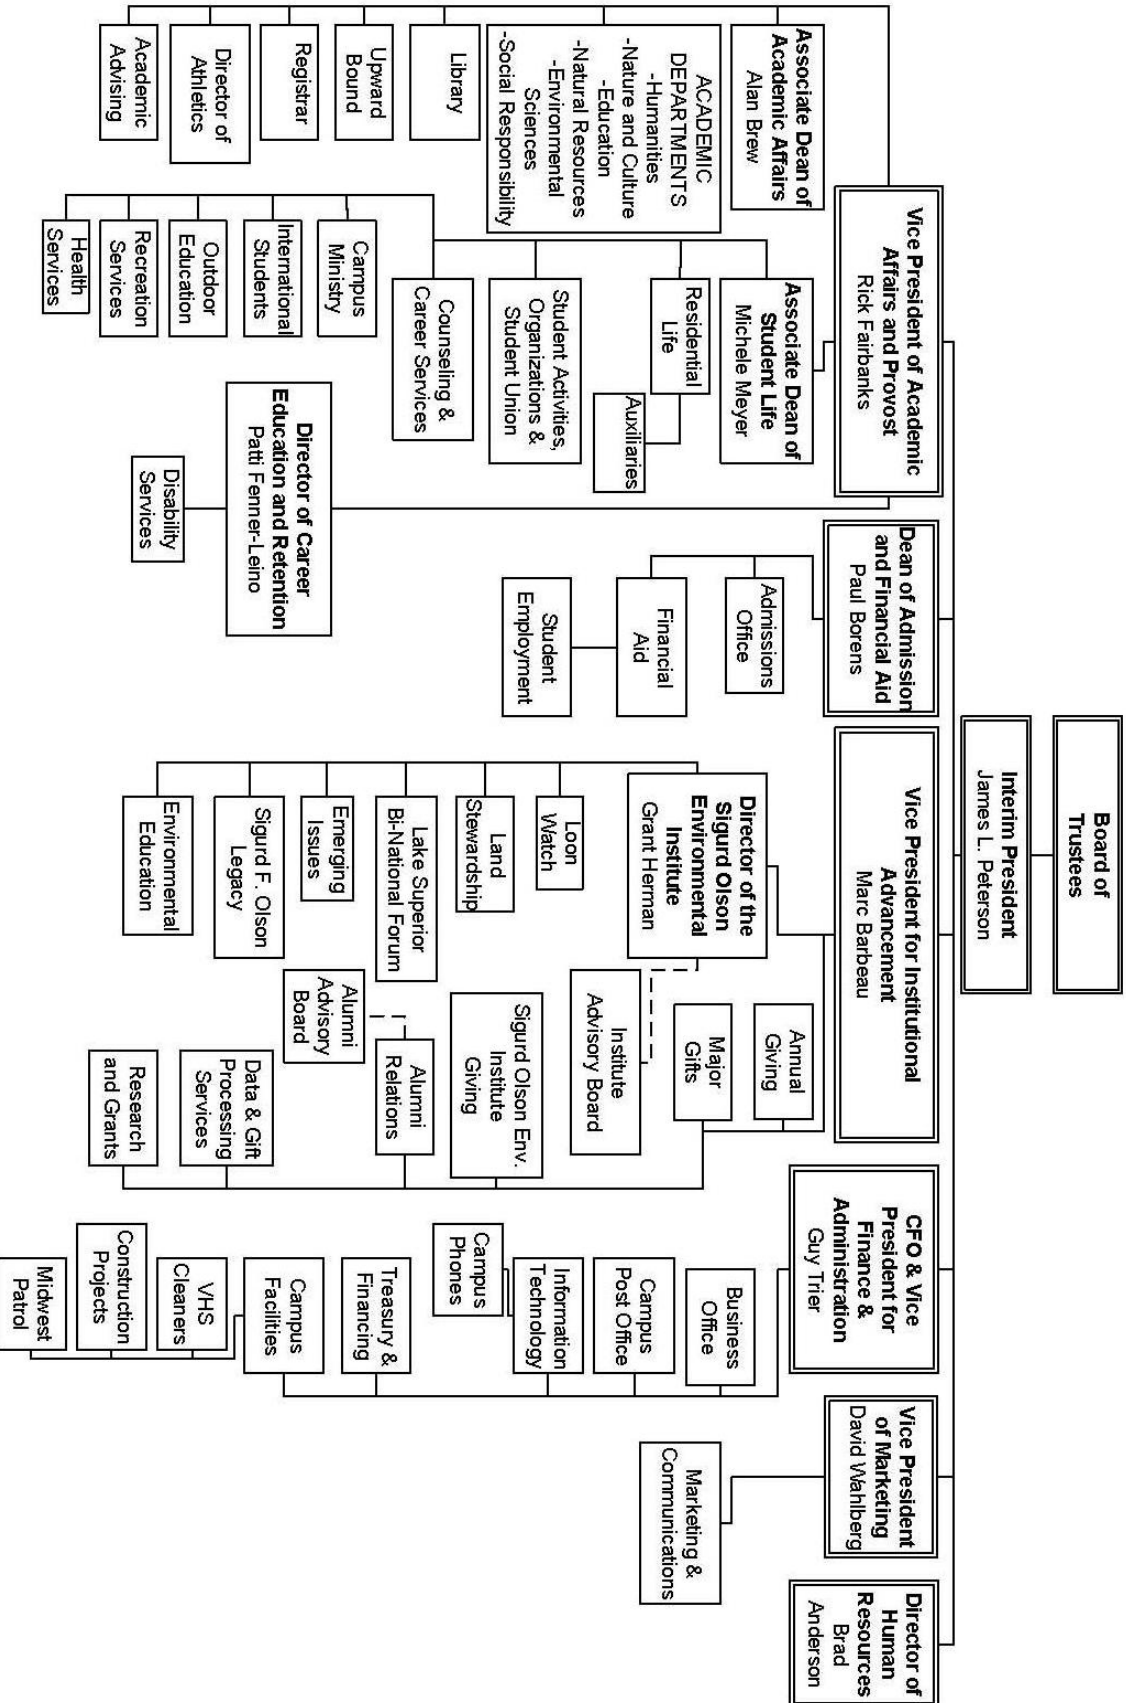 Board of
Trustees
Interim President
James L. Peterson
Vice President of Academic
Affairs and Provost
Rick Fairbanks
Dean of Admission
and Financial Aid
Paul Borens
Vice President for Institutional
Advancement
Marc Barbeau
CFO & Vice
President for
Finance &
Administration
Guy Trier
Vice President
of Marketing
David Wahlberg
Director of
Human
Resources
Brad
Anderson
Associate Dean of
Academic Affairs
Alan Brew
ACADEMIC
DEPARTMENTS
-Humanities
-Nature and Culture
-Education
-Natural Resources
-Environmental
Sciences
-Social Responsibility
Library
Upward
Bound
Registrar
Director of
Athletics
Academic
Advising
Associate Dean of
Student Life
Michele Meyer
Residential
Life
Auxiliaries
Student Activities,
Organizations &
Student Union
Counseling &
Career Services
Campus
Ministry
International
Students
Outdoor
Education
Recreation
Services
Health
Services
Director of Career
Education and Retention
Patti Fenner-Leino
Disability
Services
Admissions
Office
Financial
Aid
Student
Employment
Director of the
Sigurd Olson
Environmental
Institute
Grant Herman
Loon
Watch
Land
Stewardship
Lake Superior
Bi-National Forum
Emerging
Issues
Sigurd F. Olson
Legacy
Environmental
Education
Institute
Advisory Board
Annual
Giving
Major
Gifts
Sigurd Olson Env.
Institute
Giving
Alumni
Relations
Alumni
Advisory
Board
Data & Gift
Processing
Services
Research
and Grants
Business
Office
Campus
Post Office
Information
Technology
Campus
Phones
Treasury &
Financing
Campus
Facilities
VHS
Cleaners
Construction
Projects
Midwest
Patrol
Marketing &
Communications